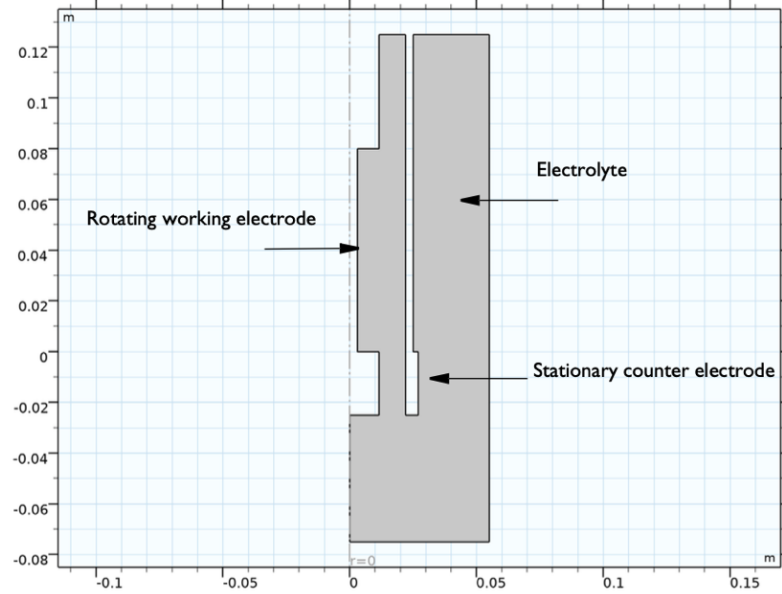 m
0.12
0.1
0.08
Electrolyte
0.06
Rotating working electrode
0.04
0.02
0
Stationary counter electrode
-0.02
-0.04
-0.06
-0.08
r=0
m
-0.1
-0.05
0
0.05
0.1
0.15